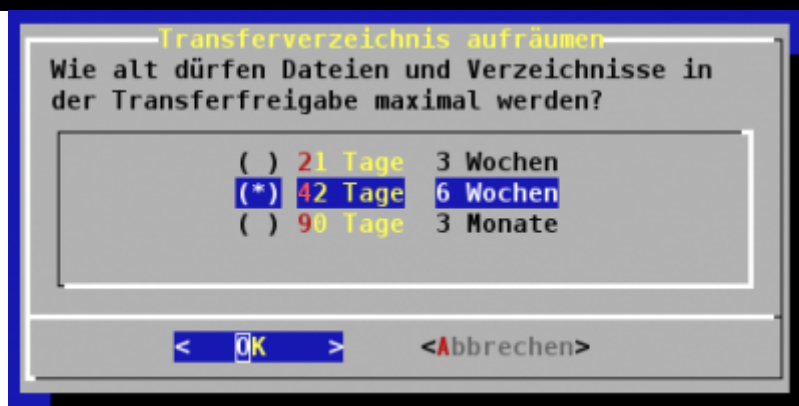 Transferverzeichnis aufräumen
Wie alt dürfen Dateien und Verzeichnisse in
der Transferfreigabe maximal werden?
( ) 21 Tage 3 Wochen
(*) 42 Tage 6 Wochen
( ) 90 Tage 3 Monate
< OK > <Abbrechen>